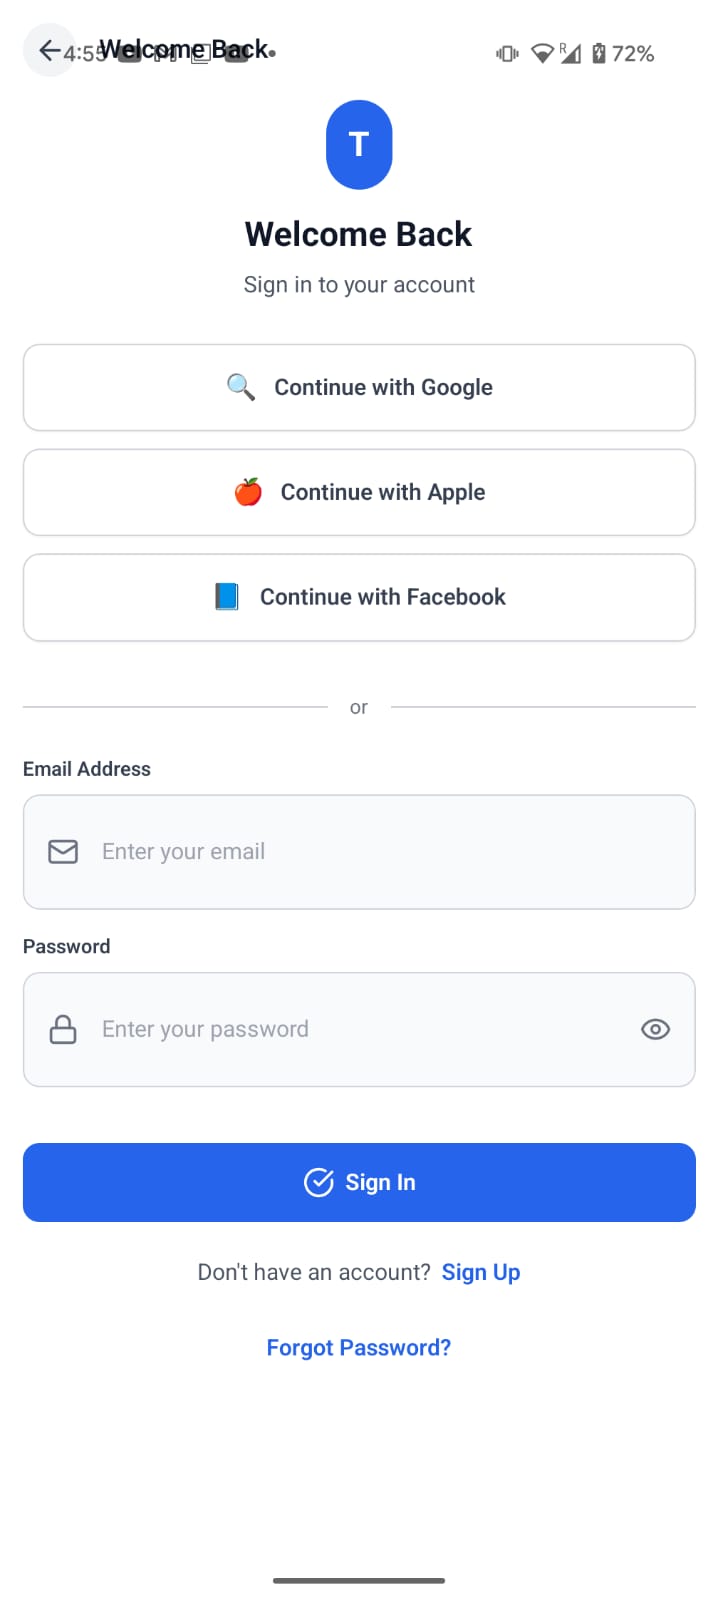 4:55 Welcome Back
R 72%
T
Welcome Back
Sign in to your account
Continue with Google
Continue with Apple
Continue with Facebook
or
Email Address
Enter your email
Password
Enter your password
Sign In
Don't have an account? Sign Up
Forgot Password?